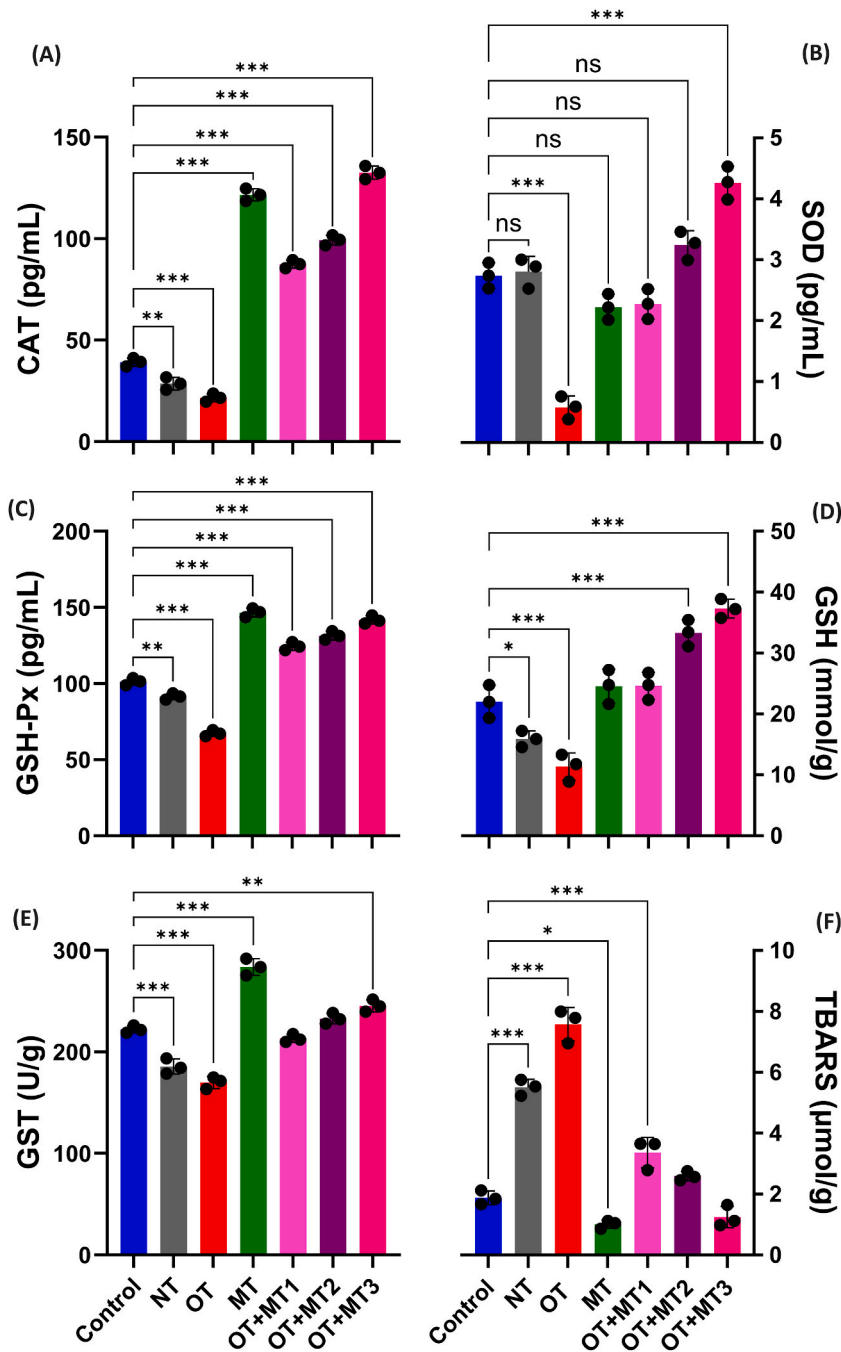 (A)
***
***
***
***
***
**
CAT (pg/mL)
150
100
50
0
(B)
***
ns
ns
ns
***
ns
SOD (pg/mL)
5
4
3
2
1
0
(C)
***
***
***
***
***
**
GSH-Px (pg/mL)
200
150
100
50
0
(D)
***
***
***
*
GSH (mmol/g)
50
40
30
20
10
0
(E)
**
***
***
***
GST (U/g)
300
200
100
0
Control
NT
OT
MT
OT+MT1
OT+MT2
OT+MT3
(F)
***
*
***
***
TBARS (µmol/g)
10
8
6
4
2
0
Control
NT
OT
MT
OT+MT1
OT+MT2
OT+MT3